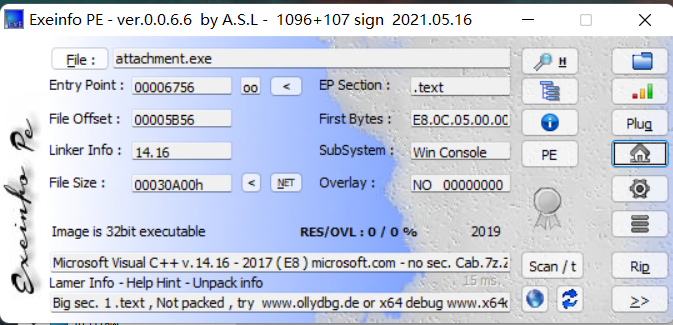 Exeinfo PE - ver.0.0.6.6 by A.S.L - 1096+107 sign 2021.05.16
File : attachment.exe H
Entry Point : 00006756 oo < EP Section : .text
File Offset : 00005B56 First Bytes : E8.0C.05.00.00 Plug
Linker Info : 14.16 SubSystem : Win Console PE
File Size : 00030A00h < NET Overlay : NO 00000000
Image is 32bit executable RES/OVL : 0 / 0 % 2019
Microsoft Visual C++ v.14.16 - 2017 ( E8 ) microsoft.com - no sec. Cab.7z.Z Scan / t Rip
Lamer Info - Help Hint - Unpack info 15 ms.
Big sec. 1 .text , Not packed , try www.ollydbg.de or x64 debug www.x64 >>
Exeinfo Pe